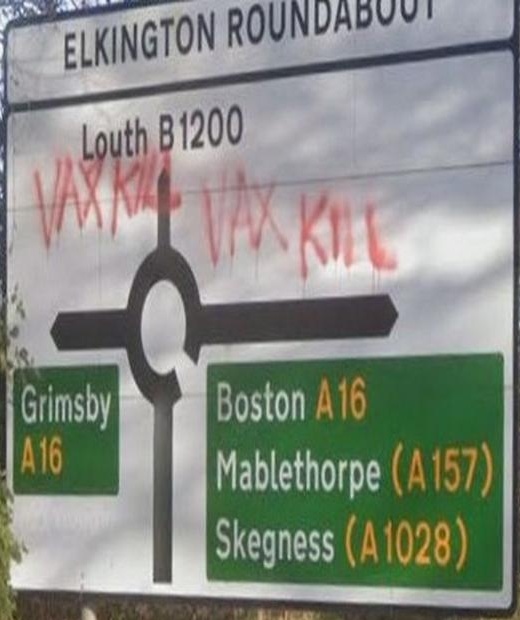 ELKINGTON ROUNDABOUT
Louth B1200
VAX KILL VAX KILL
Grimsby
A16
Boston A16
Mablethorpe (A157)
Skegness (A1028)